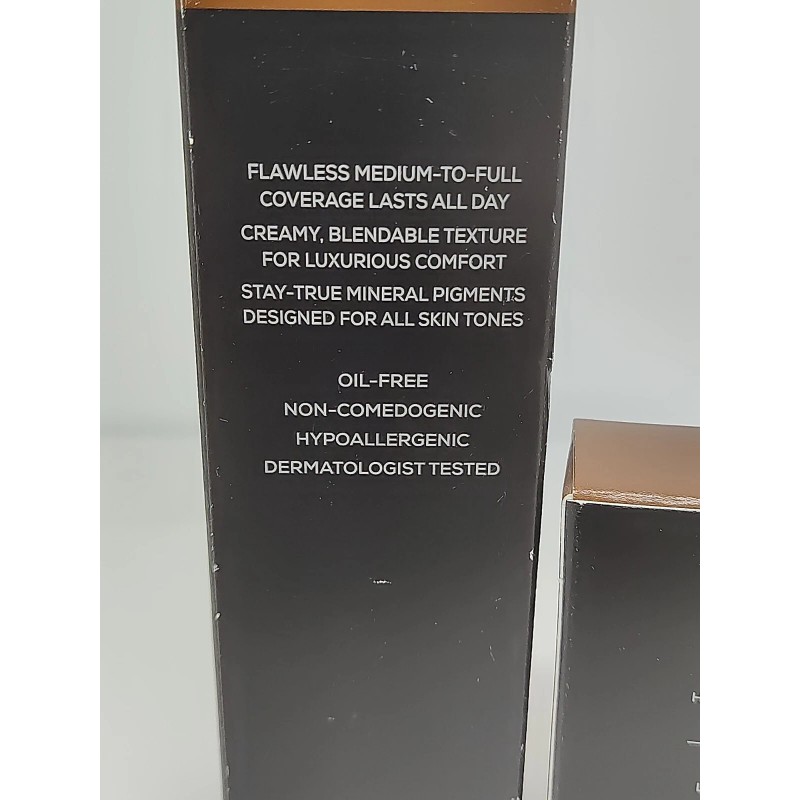 FLAWLESS MEDIUM-TO-FULL
COVERAGE LASTS ALL DAY
CREAMY, BLENDABLE TEXTURE
FOR LUXURIOUS COMFORT
STAY-TRUE MINERAL PIGMENTS
DESIGNED FOR ALL SKIN TONES
OIL-FREE
NON-COMEDOGENIC
HYPOALLERGENIC
DERMATOLOGIST TESTED